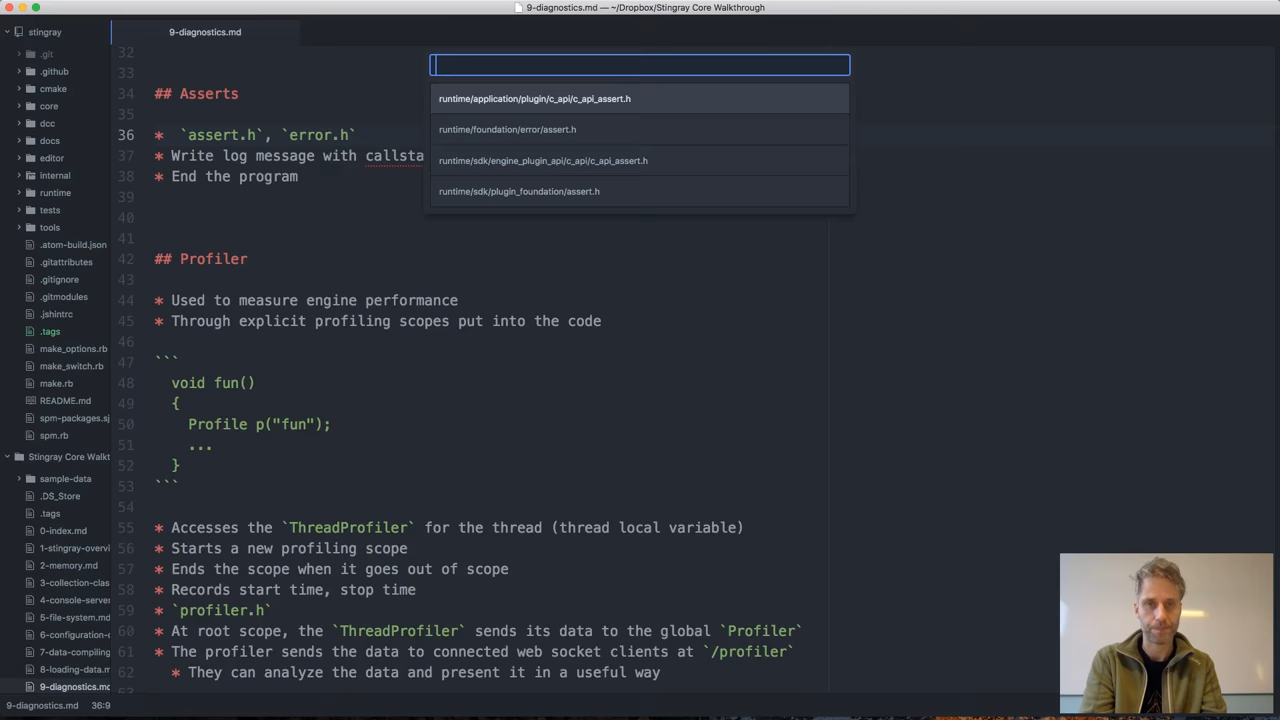 9-diagnostics.md — ~/Dropbox/Stingray Core Walkthrough
stingray
.git
.github
cmake
core
dcc
docs
editor
internal
runtime
tests
tools
.atom-build.json
.gitattributes
.gitignore
.gitmodules
.jshintrc
.tags
make_options.rb
make_switch.rb
make.rb
README.md
spm-packages.sj
spm.rb
Stingray Core Walkt
sample-data
.DS_Store
.tags
0-index.md
1-stingray-overvi
2-memory.md
3-collection-clas
4-console-server
5-file-system.md
6-configuration-d
7-data-compiling
8-loading-data.m
9-diagnostics.md
9-diagnostics.md
runtime/application/plugin/c_api/c_api_assert.h
runtime/foundation/error/assert.h
runtime/sdk/engine_plugin_api/c_api/c_api_assert.h
runtime/sdk/plugin_foundation/assert.h
32
33
34 ## Asserts
35
36 * `assert.h`, `error.h`
37 * Write log message with callsta
38 * End the program
39
40
41
42 ## Profiler
43
44 * Used to measure engine performance
45 * Through explicit profiling scopes put into the code
46
47 ```
48 void fun()
49 {
50 Profile p("fun");
51 ...
52 }
53 ```
54
55 * Accesses the `ThreadProfiler` for the thread (thread local variable)
56 * Starts a new profiling scope
57 * Ends the scope when it goes out of scope
58 * Records start time, stop time
59 * `profiler.h`
60 * At root scope, the `ThreadProfiler` sends its data to the global `Profiler`
61 * The profiler sends the data to connected web socket clients at `/profiler`
62 * They can analyze the data and present it in a useful way
9-diagnostics.md 36:9